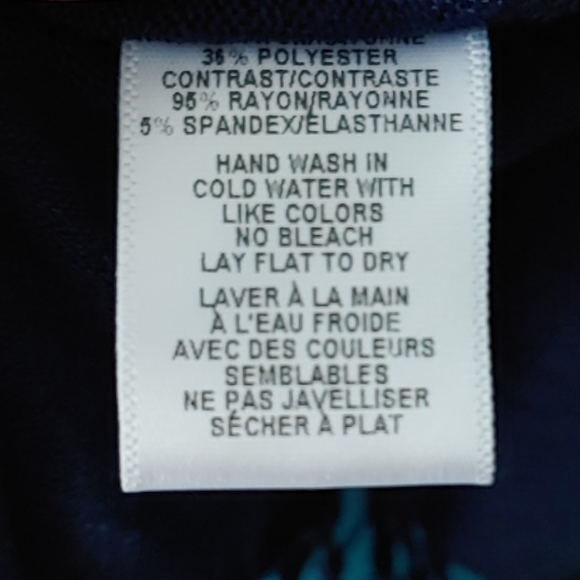 36% POLYESTER
CONTRAST/CONTRASTE
95% RAYON/RAYONNE
5% SPANDEX/ÉLASTHANNE
HAND WASH IN
COLD WATER WITH
LIKE COLORS
NO BLEACH
LAY FLAT TO DRY
LAVER À LA MAIN
À L'EAU FROIDE
AVEC DES COULEURS
SEMBLABLES
NE PAS JAVELLISER
SÉCHER À PLAT